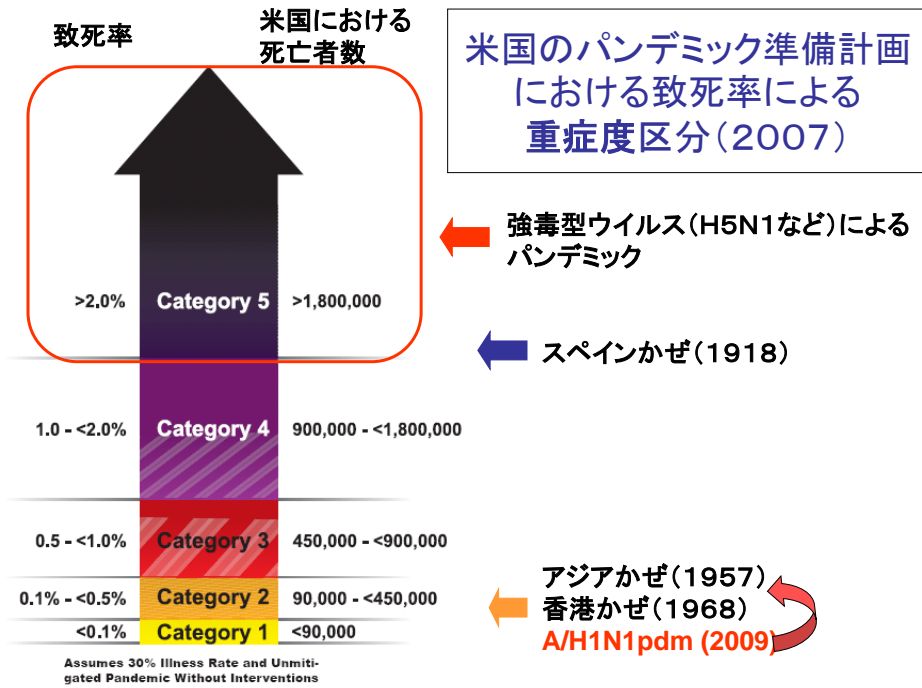 致死率
米国における
死亡者数
米国のパンデミック準備計画
における致死率による
重症度区分(2007)
強毒型ウイルス(H5N1など)による
パンデミック
>2.0% Category 5 >1,800,000
スペインかぜ(1918)
1.0 - <2.0% Category 4 900,000 - <1,800,000
0.5 - <1.0% Category 3 450,000 - <900,000
アジアかぜ(1957)
0.1% - <0.5% Category 2 90,000 - <450,000
香港かぜ(1968)
<0.1% Category 1 <90,000
A/H1N1pdm (2009)
Assumes 30% Illness Rate and Unmiti-
gated Pandemic Without Interventions